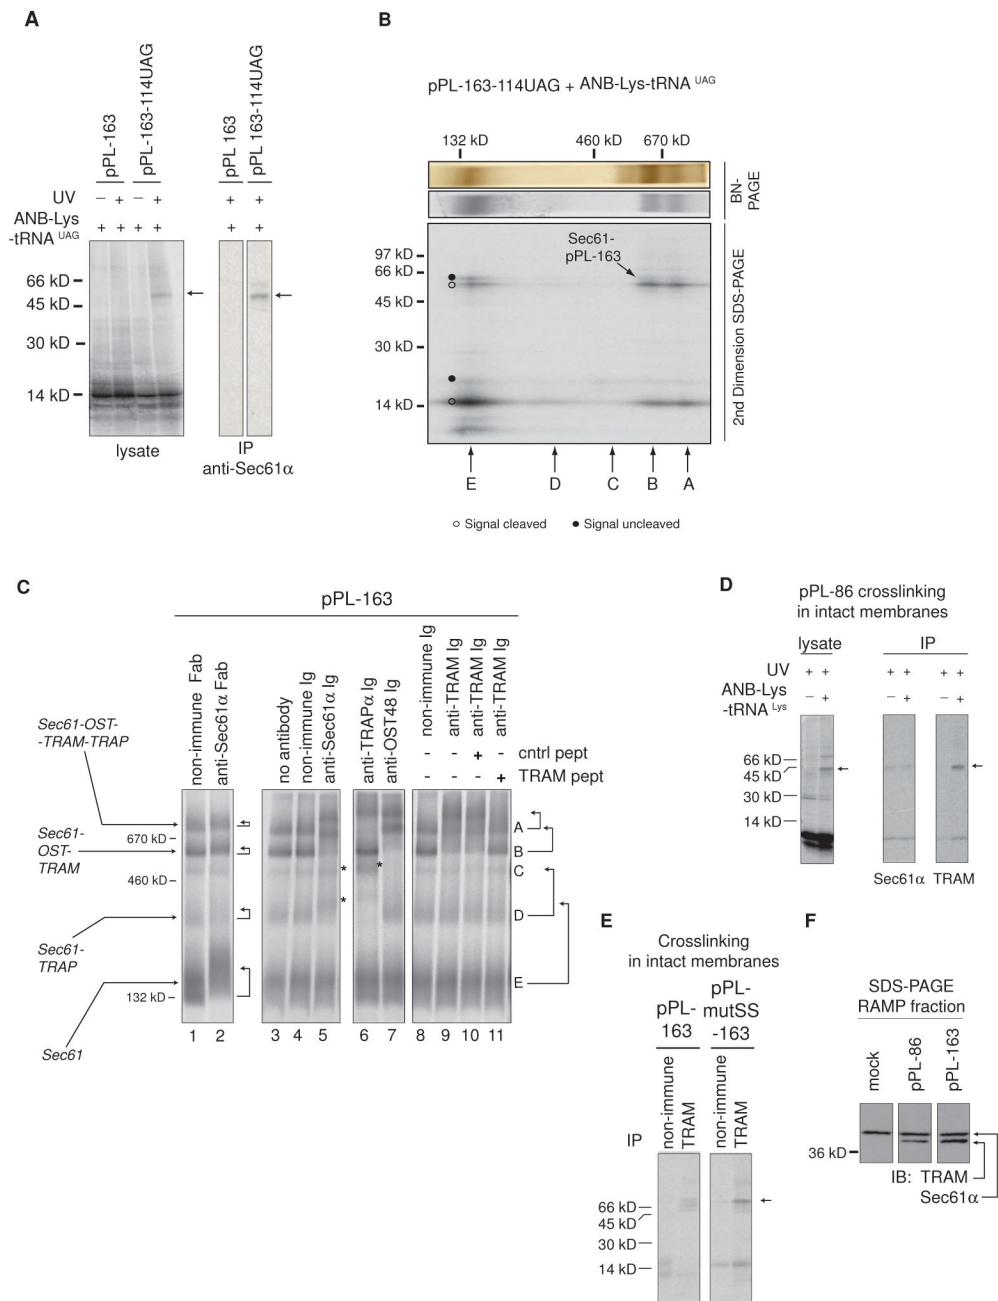 A
pPL-163
pPL-163-114UAG
pPL 163
pPL 163-114UAG
UV − + − + + +
ANB-Lys
-tRNA UAG + + + + + +
66 kD
45 kD
30 kD
14 kD
lysate
IP
anti-Sec61α
B
pPL-163-114UAG + ANB-Lys-tRNA UAG
132 kD 460 kD 670 kD
BN-
PAGE
Sec61-
pPL-163
97 kD
66 kD
45 kD
30 kD
14 kD
2nd Dimension SDS-PAGE
E D C B A
○ Signal cleaved ● Signal uncleaved
C
pPL-163
non-immune Fab
anti-Sec61α Fab
no antibody
non-immune Ig
anti-Sec61α Ig
anti-TRAPα Ig
anti-OST48 Ig
non-immune Ig
anti-TRAM Ig
anti-TRAM Ig
anti-TRAM Ig
- - + - cntrl pept
- - - + TRAM pept
Sec61-OST-
-TRAM-TRAP
670 kD
Sec61-
OST-
TRAM
460 kD
Sec61-
TRAP
132 kD
Sec61
*
*
*
A
B
C
D
E
1 2 3 4 5 6 7 8 9 10 11
D
pPL-86 crosslinking
in intact membranes
lysate IP
UV + + + + + +
ANB-Lys
-tRNA Lys − + − + − +
66 kD
45 kD
30 kD
14 kD
Sec61α TRAM
E
Crosslinking
in intact membranes
pPL-
163
pPL-
mutSS
-163
non-immune
TRAM
non-immune
TRAM
IP
66 kD
45 kD
30 kD
14 kD
F
SDS-PAGE
RAMP fraction
mock
pPL-86
pPL-163
36 kD
IB: TRAM
Sec61α